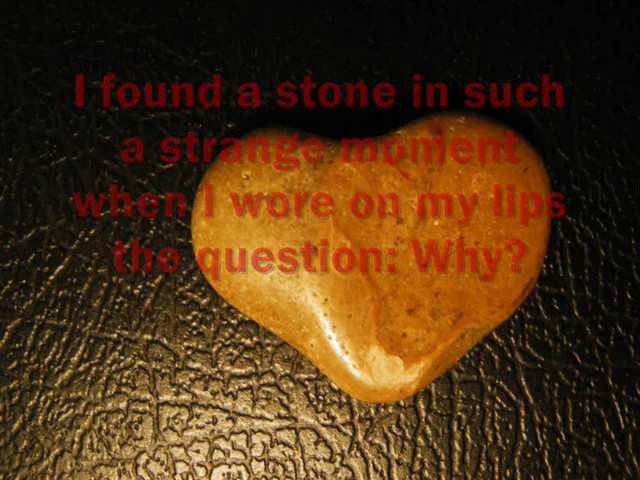 I found a stone in such
a strange moment
when I wore on my lips
the question: Why?